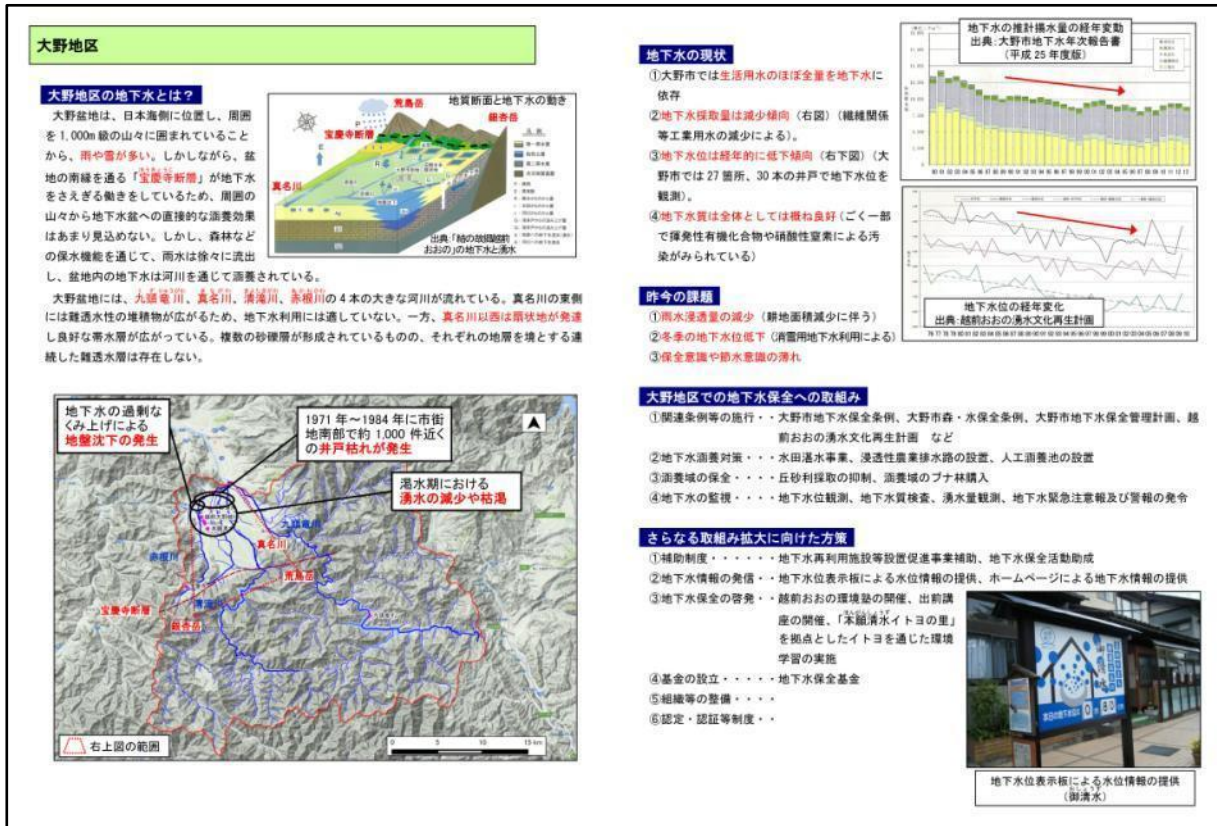 大野地区
大野地区の地下水とは？
大野盆地は、日本海側に位置し、周囲
を 1,000m 級の山々に囲まれていること
から、雨や雪が多い。しかしながら、盆
地の南縁を通る「宝慶寺断層」が地下水
をさえぎる働きをしているため、周囲の
山々から地下水盆への直接的な涵養効果
はあまり見込めない。しかし、森林など
の保水機能を通じて、雨水は徐々に流出
し、盆地内の地下水は河川を通じて涵養されている。
大野盆地には、九頭竜川、真名川、清滝川、赤根川の 4 本の大きな河川が流れている。真名川の東側
には難透水性の堆積物が広がるため、地下水利用には適していない。一方、真名川以西は扇状地が発達
し良好な帯水層が広がっている。複数の砂礫層が形成されているものの、それぞれの地層を境とする連
続した難透水層は存在しない。
地質断面と地下水の動き
荒島岳
銀杏岳
宝慶寺断層
真名川
出典：「結の故郷越前
おおの」の地下水と湧水
地下水の過剰な
くみ上げによる
地盤沈下の発生
1971 年～1984 年に市街
地南部で約 1,000 件近く
の井戸枯れが発生
渇水期における
湧水の減少や枯渇
九頭竜川
真名川
赤根川
荒島岳
宝慶寺断層
清滝川
銀杏岳
右上図の範囲
0 5 10 15 km
地下水の現状
①大野市では生活用水のほぼ全量を地下水に
依存
②地下水採取量は減少傾向（右図）（繊維関係
等工業用水の減少による）。
③地下水位は経年的に低下傾向（右下図）（大
野市では 27 箇所、30 本の井戸で地下水位を
観測）。
④地下水質は全体としては概ね良好（ごく一部
で揮発性有機化合物や硝酸性窒素による汚
染がみられている）
地下水の推計揚水量の経年変動
出典：大野市地下水年次報告書
（平成 25 年度版）
地下水位の経年変化
出典：越前おおの湧水文化再生計画
昨今の課題
①雨水浸透量の減少（耕地面積減少に伴う）
②冬季の地下水位低下（消雪用地下水利用による）
③保全意識や節水意識の薄れ
大野地区での地下水保全への取組み
①関連条例等の施行・・大野市地下水保全条例、大野市森・水保全条例、大野市地下水保全管理計画、越
前おおの湧水文化再生計画 など
②地下水涵養対策・・・水田湛水事業、浸透性農業排水路の設置、人工涵養池の設置
③涵養域の保全・・・・丘砂利採取の抑制、涵養域のブナ林購入
④地下水の監視・・・・地下水位観測、地下水質検査、湧水量観測、地下水緊急注意報及び警報の発令
さらなる取組み拡大に向けた方策
①補助制度・・・・・・地下水再利用施設等設置促進事業補助、地下水保全活動助成
②地下水情報の発信・・地下水位表示板による水位情報の提供、ホームページによる地下水情報の提供
③地下水保全の啓発・・越前おおの環境塾の開催、出前講
座の開催、「本願清水イトヨの里」
を拠点としたイトヨを通じた環境
学習の実施
④基金の設立・・・・・地下水保全基金
⑤組織等の整備・・・・
⑥認定・認証等制度・・
本日の地下水位は
地下水位表示板による水位情報の提供
（御清水）